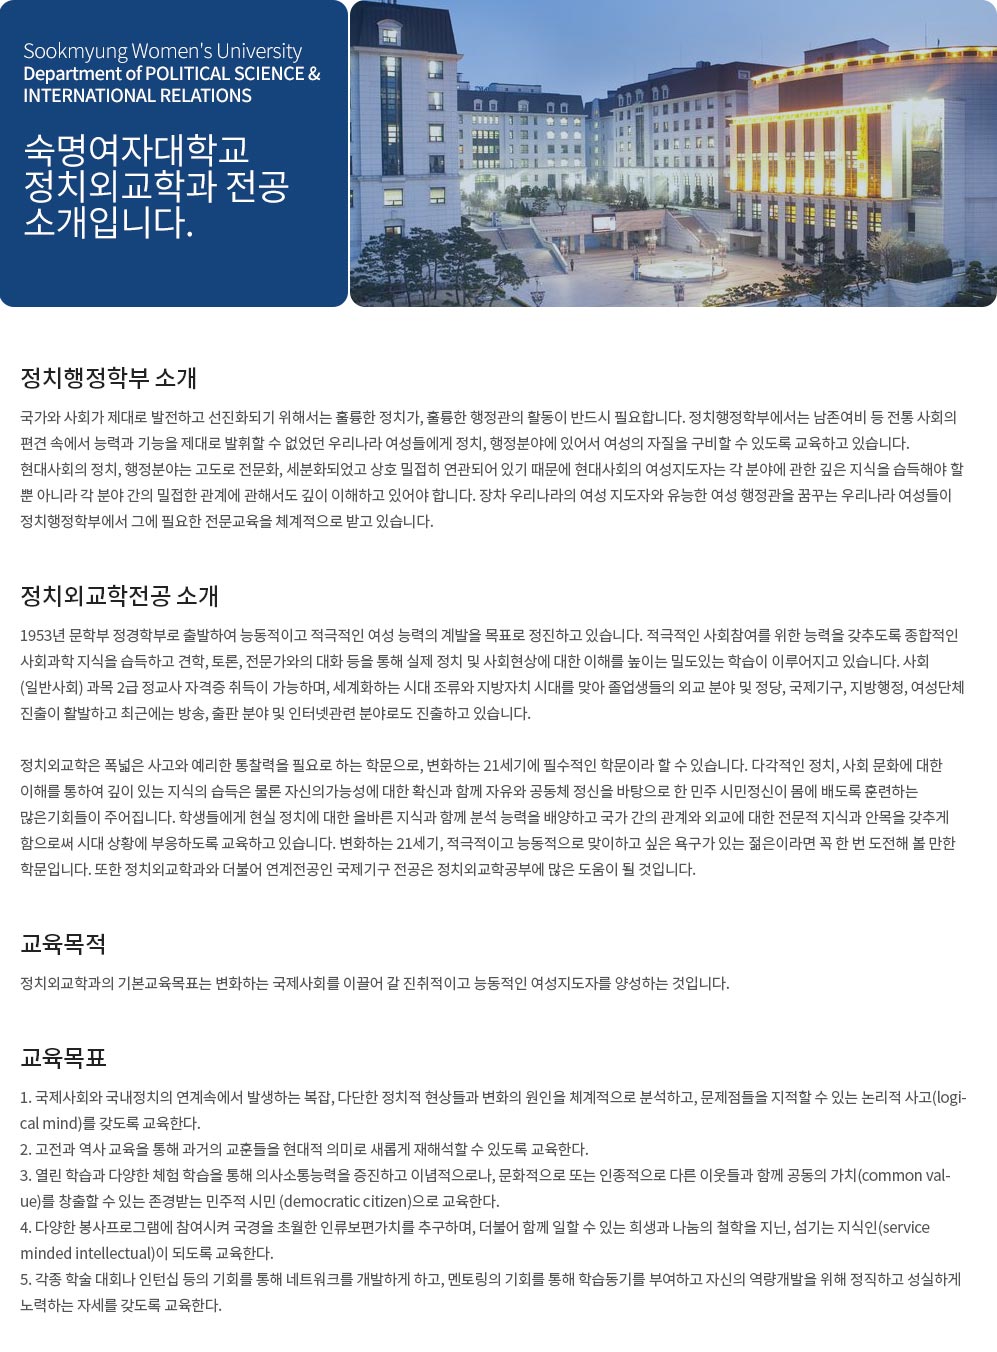 Sookmyung Women's University
Department of POLITICAL SCIENCE &
INTERNATIONAL RELATIONS
숙명여자대학교
정치외교학과 전공
소개입니다.
정치행정학부 소개
국가와 사회가 제대로 발전하고 선진화되기 위해서는 훌륭한 정치가, 훌륭한 행정관의 활동이 반드시 필요합니다. 정치행정학부에서는 남존여비 등 전통 사회의
편견 속에서 능력과 기능을 제대로 발휘할 수 없었던 우리나라 여성들에게 정치, 행정분야에 있어서 여성의 자질을 구비할 수 있도록 교육하고 있습니다.
현대사회의 정치, 행정분야는 고도로 전문화, 세분화되었고 상호 밀접히 연관되어 있기 때문에 현대사회의 여성지도자는 각 분야에 관한 깊은 지식을 습득해야 할
뿐 아니라 각 분야 간의 밀접한 관계에 관해서도 깊이 이해하고 있어야 합니다. 장차 우리나라의 여성 지도자와 유능한 여성 행정관을 꿈꾸는 우리나라 여성들이
정치행정학부에서 그에 필요한 전문교육을 체계적으로 받고 있습니다.
정치외교학전공 소개
1953년 문학부 정경학부로 출발하여 능동적이고 적극적인 여성 능력의 계발을 목표로 정진하고 있습니다. 적극적인 사회참여를 위한 능력을 갖추도록 종합적인
사회과학 지식을 습득하고 견학, 토론, 전문가와의 대화 등을 통해 실제 정치 및 사회현상에 대한 이해를 높이는 밀도있는 학습이 이루어지고 있습니다. 사회
(일반사회) 과목 2급 정교사 자격증 취득이 가능하며, 세계화하는 시대 조류와 지방자치 시대를 맞아 졸업생들의 외교 분야 및 정당, 국제기구, 지방행정, 여성단체
진출이 활발하고 최근에는 방송, 출판 분야 및 인터넷관련 분야로도 진출하고 있습니다.
정치외교학은 폭넓은 사고와 예리한 통찰력을 필요로 하는 학문으로, 변화하는 21세기에 필수적인 학문이라 할 수 있습니다. 다각적인 정치, 사회 문화에 대한
이해를 통하여 깊이 있는 지식의 습득은 물론 자신의가능성에 대한 확신과 함께 자유와 공동체 정신을 바탕으로 한 민주 시민정신이 몸에 배도록 훈련하는
많은기회들이 주어집니다. 학생들에게 현실 정치에 대한 올바른 지식과 함께 분석 능력을 배양하고 국가 간의 관계와 외교에 대한 전문적 지식과 안목을 갖추게
함으로써 시대 상황에 부응하도록 교육하고 있습니다. 변화하는 21세기, 적극적이고 능동적으로 맞이하고 싶은 욕구가 있는 젊은이라면 꼭 한 번 도전해 볼 만한
학문입니다. 또한 정치외교학과와 더불어 연계전공인 국제기구 전공은 정치외교학공부에 많은 도움이 될 것입니다.
교육목적
정치외교학과의 기본교육목표는 변화하는 국제사회를 이끌어 갈 진취적이고 능동적인 여성지도자를 양성하는 것입니다.
교육목표
1. 국제사회와 국내정치의 연계속에서 발생하는 복잡, 다단한 정치적 현상들과 변화의 원인을 체계적으로 분석하고, 문제점들을 지적할 수 있는 논리적 사고(logi-
cal mind)를 갖도록 교육한다.
2. 고전과 역사 교육을 통해 과거의 교훈들을 현대적 의미로 새롭게 재해석할 수 있도록 교육한다.
3. 열린 학습과 다양한 체험 학습을 통해 의사소통능력을 증진하고 이념적으로나, 문화적으로 또는 인종적으로 다른 이웃들과 함께 공동의 가치(common val-
ue)를 창출할 수 있는 존경받는 민주적 시민 (democratic citizen)으로 교육한다.
4. 다양한 봉사프로그램에 참여시켜 국경을 초월한 인류보편가치를 추구하며, 더불어 함께 일할 수 있는 희생과 나눔의 철학을 지닌, 섬기는 지식인(service
minded intellectual)이 되도록 교육한다.
5. 각종 학술 대회나 인턴십 등의 기회를 통해 네트워크를 개발하게 하고, 멘토링의 기회를 통해 학습동기를 부여하고 자신의 역량개발을 위해 정직하고 성실하게
노력하는 자세를 갖도록 교육한다.